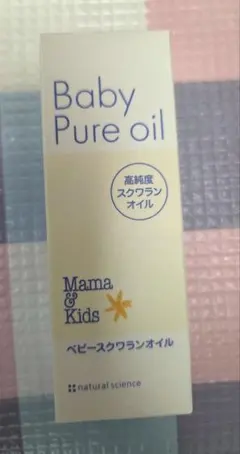 Baby
Pure oil
高純度
スクワラン
オイル
Mama
&
Kids
ベビースクワランオイル
natural science